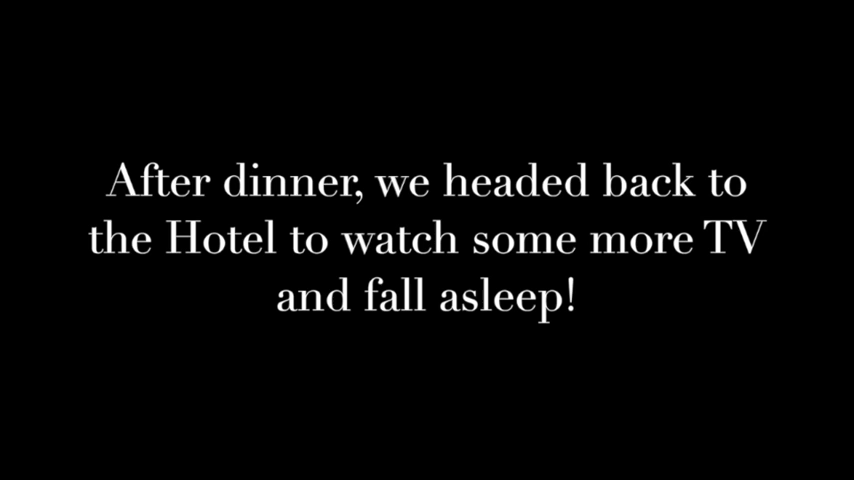 After dinner, we headed back to
the Hotel to watch some more TV
and fall asleep!